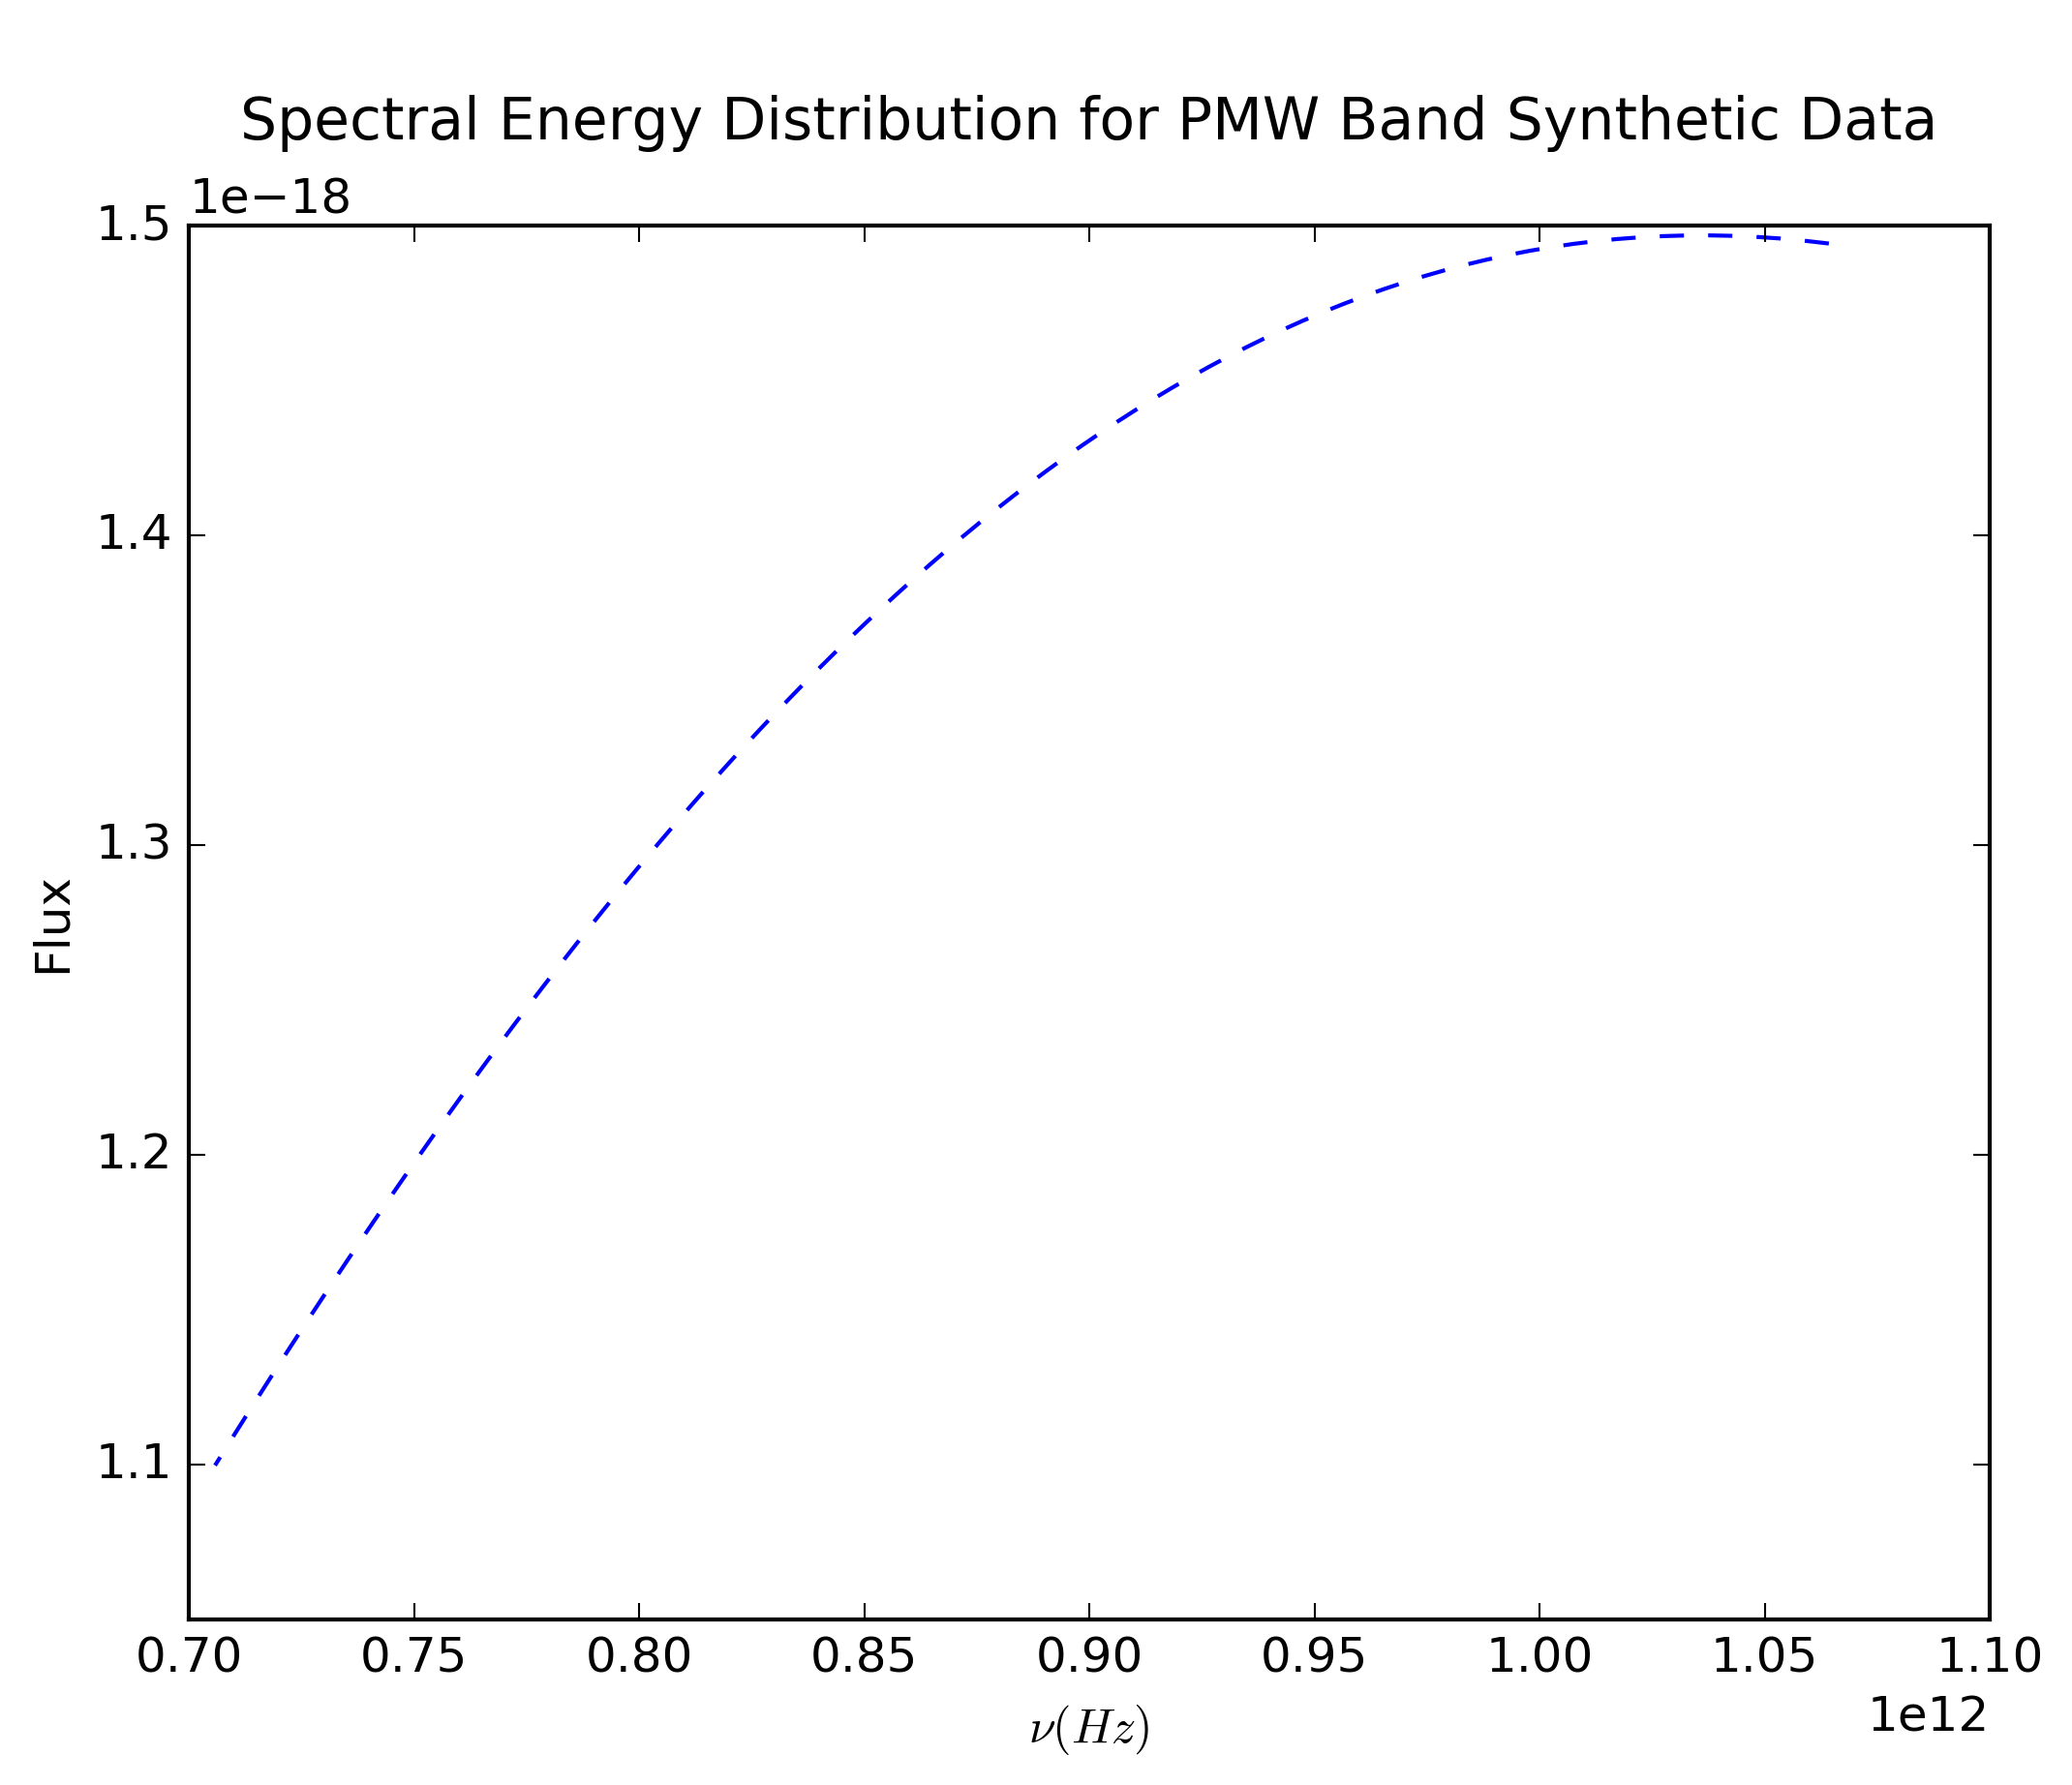 Spectral Energy Distribution for PMW Band Synthetic Data
1e−18
1.5
1.4
1.3
1.2
1.1
Flux
0.70 0.75 0.80 0.85 0.90 0.95 1.00 1.05 1.10
1e12
ν(Hz)